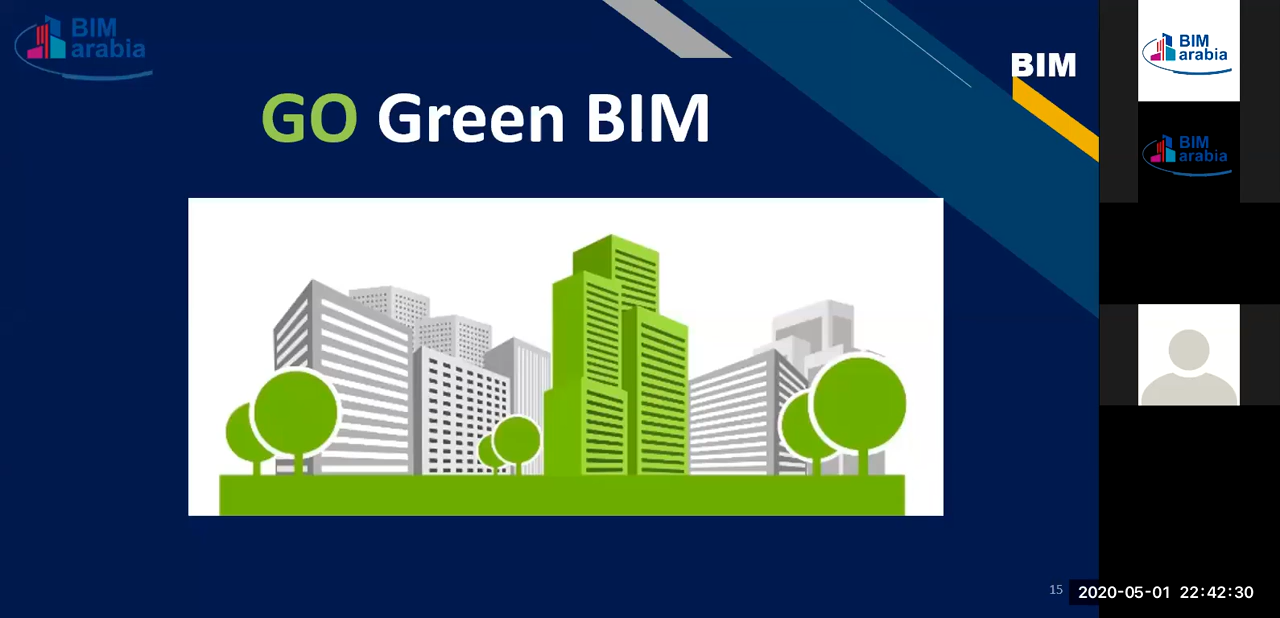 BIM
arabia
BIM
GO Green BIM
15
BIM
arabia
BIM
arabia
2020-05-01 22:42:30